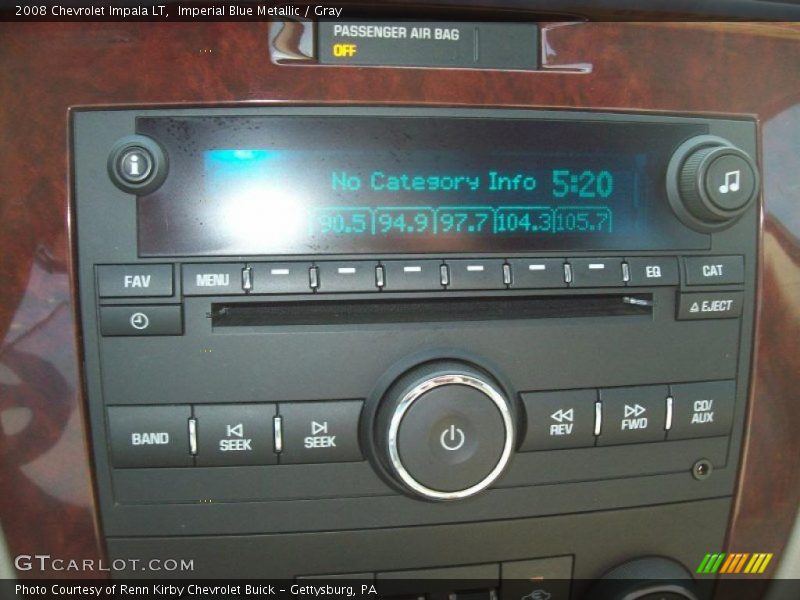 2008 Chevrolet Impala LT,  Imperial Blue Metallic / Gray
PASSENGER AIR BAG
OFF
No Category Info 5:20
90.5 94.9 97.7 104.3 105.7
FAV MENU EQ CAT
EJECT
BAND SEEK SEEK REV FWD CD/
AUX
GTCARLOT.COM
Photo Courtesy of Renn Kirby Chevrolet Buick - Gettysburg, PA